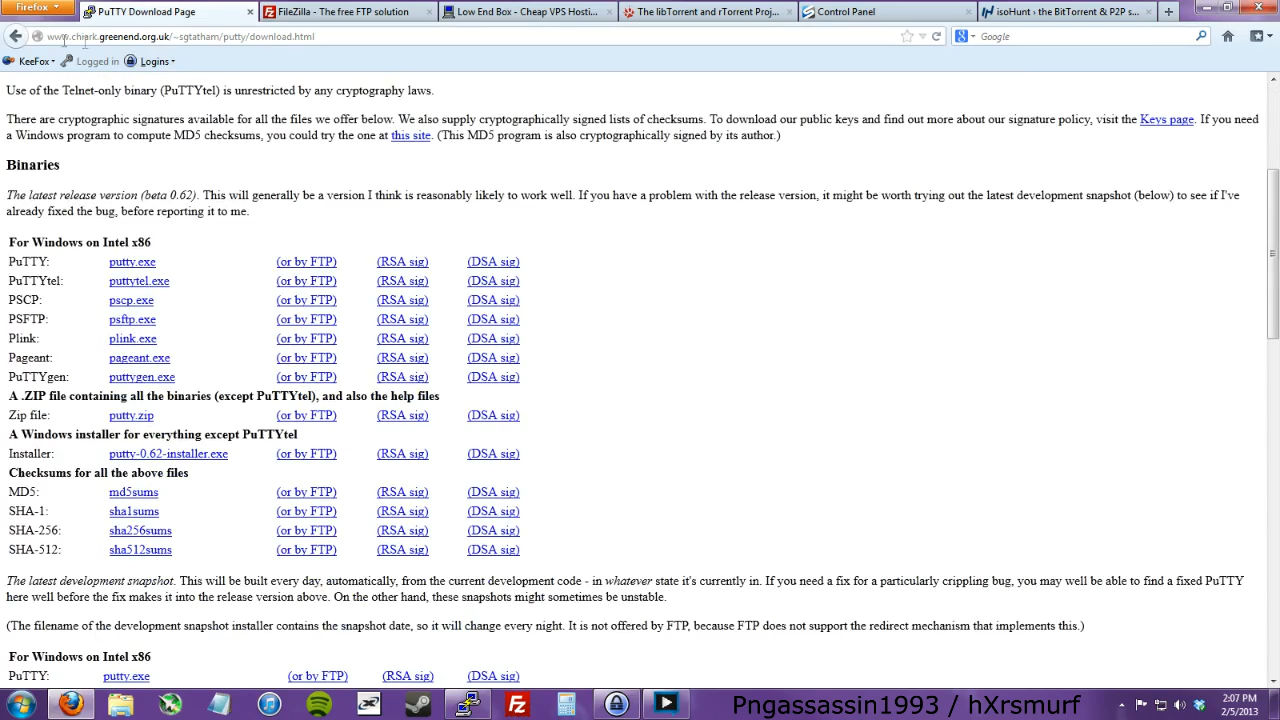 Firefox
PuTTY Download Page
FileZilla - The free FTP solution
Low End Box - Cheap VPS Hosti...
The libTorrent and rTorrent Proj...
Control Panel
isoHunt › the BitTorrent & P2P s...
www.chiark.greenend.org.uk/~sgtatham/putty/download.html
Google
KeeFox
Logged in
Logins
Use of the Telnet-only binary (PuTTYtel) is unrestricted by any cryptography laws.
There are cryptographic signatures available for all the files we offer below. We also supply cryptographically signed lists of checksums. To download our public keys and find out more about our signature policy, visit the Keys page. If you need
a Windows program to compute MD5 checksums, you could try the one at this site. (This MD5 program is also cryptographically signed by its author.)
Binaries
The latest release version (beta 0.62). This will generally be a version I think is reasonably likely to work well. If you have a problem with the release version, it might be worth trying out the latest development snapshot (below) to see if I've
already fixed the bug, before reporting it to me.
For Windows on Intel x86
PuTTY: putty.exe (or by FTP) (RSA sig) (DSA sig)
PuTTYtel: puttytel.exe (or by FTP) (RSA sig) (DSA sig)
PSCP: pscp.exe (or by FTP) (RSA sig) (DSA sig)
PSFTP: psftp.exe (or by FTP) (RSA sig) (DSA sig)
Plink: plink.exe (or by FTP) (RSA sig) (DSA sig)
Pageant: pageant.exe (or by FTP) (RSA sig) (DSA sig)
PuTTYgen: puttygen.exe (or by FTP) (RSA sig) (DSA sig)
A .ZIP file containing all the binaries (except PuTTYtel), and also the help files
Zip file: putty.zip (or by FTP) (RSA sig) (DSA sig)
A Windows installer for everything except PuTTYtel
Installer: putty-0.62-installer.exe (or by FTP) (RSA sig) (DSA sig)
Checksums for all the above files
MD5: md5sums (or by FTP) (RSA sig) (DSA sig)
SHA-1: sha1sums (or by FTP) (RSA sig) (DSA sig)
SHA-256: sha256sums (or by FTP) (RSA sig) (DSA sig)
SHA-512: sha512sums (or by FTP) (RSA sig) (DSA sig)
The latest development snapshot. This will be built every day, automatically, from the current development code - in whatever state it's currently in. If you need a fix for a particularly crippling bug, you may well be able to find a fixed PuTTY
here well before the fix makes it into the release version above. On the other hand, these snapshots might sometimes be unstable.
(The filename of the development snapshot installer contains the snapshot date, so it will change every night. It is not offered by FTP, because FTP does not support the redirect mechanism that implements this.)
For Windows on Intel x86
PuTTY: putty.exe (or by FTP) (RSA sig) (DSA sig)
Pngassassin1993 / hXrsmurf
2:07 PM
2/5/2013